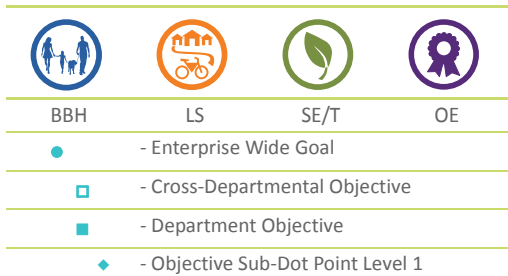 BBH LS SE/T OE
- Enterprise Wide Goal
- Cross-Departmental Objective
- Department Objective
- Objective Sub-Dot Point Level 1